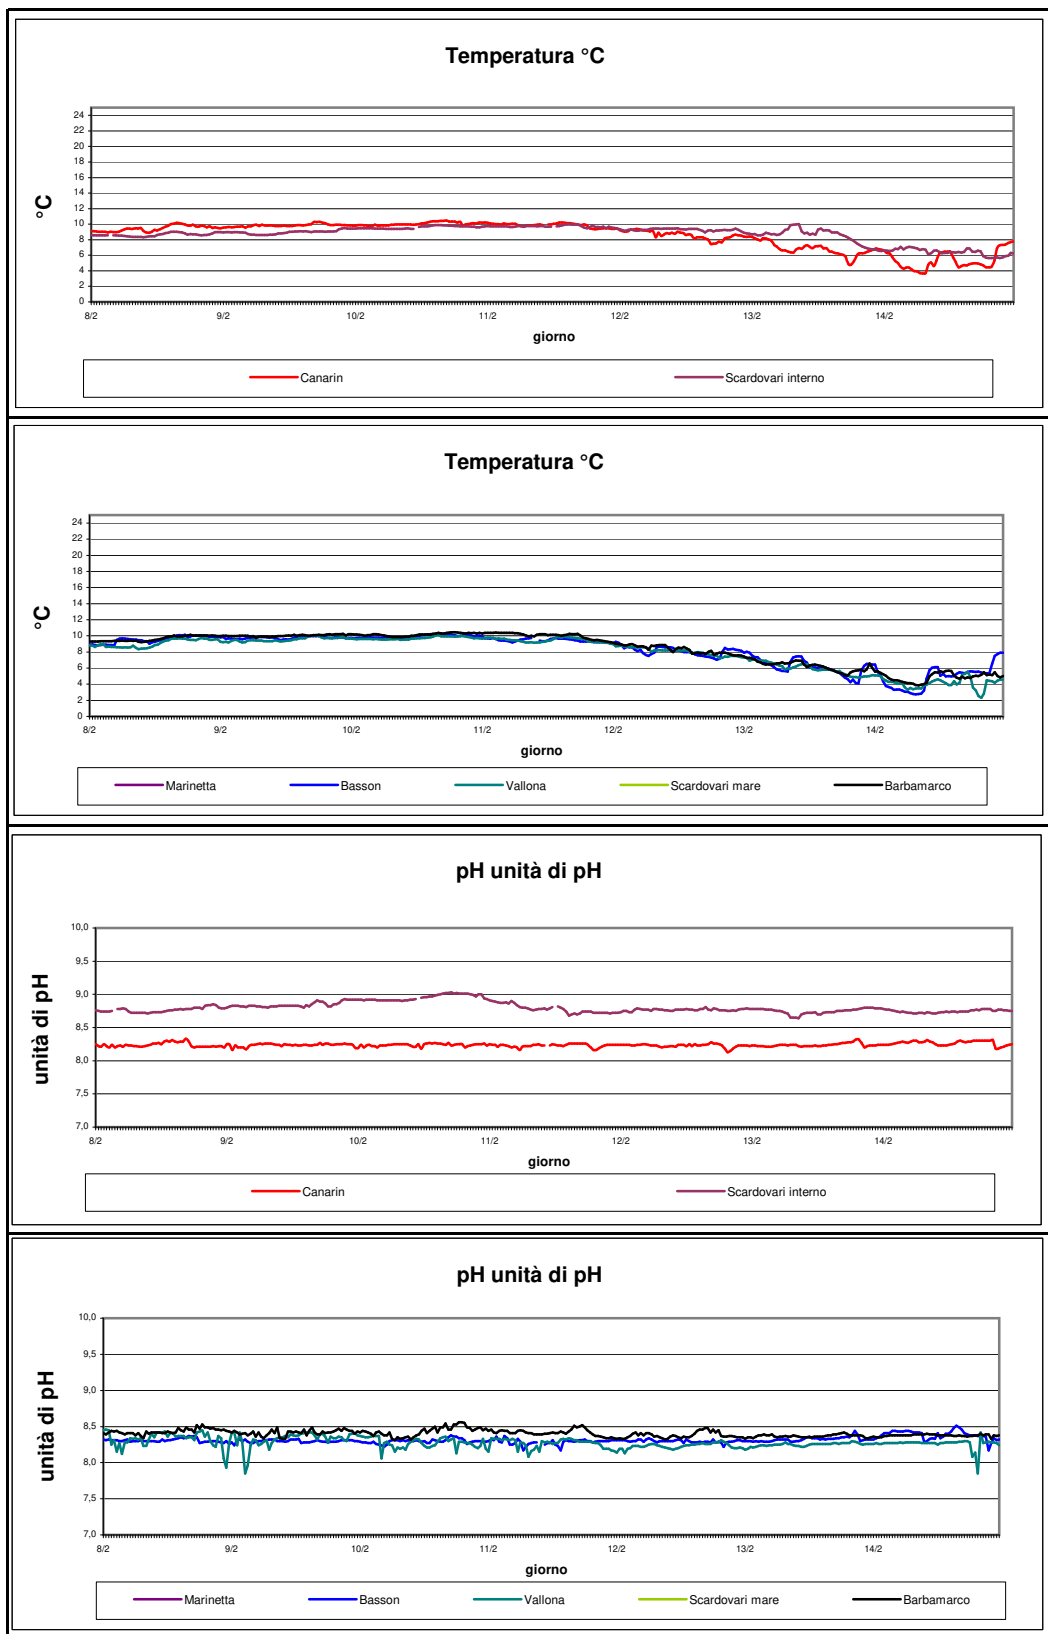 Temperatura °C
24
22
20
18
16
14
12
10
8
6
4
2
0
°C
8/2 9/2 10/2 11/2 12/2 13/2 14/2
giorno
Canarin Scardovari interno
Temperatura °C
24
22
20
18
16
14
12
10
8
6
4
2
0
°C
8/2 9/2 10/2 11/2 12/2 13/2 14/2
giorno
Marinetta Basson Vallona Scardovari mare Barbamarco
pH unità di pH
10,0
9,5
9,0
8,5
8,0
7,5
7,0
unità di pH
8/2 9/2 10/2 11/2 12/2 13/2 14/2
giorno
Canarin Scardovari interno
pH unità di pH
10,0
9,5
9,0
8,5
8,0
7,5
7,0
unità di pH
8/2 9/2 10/2 11/2 12/2 13/2 14/2
giorno
Marinetta Basson Vallona Scardovari mare Barbamarco